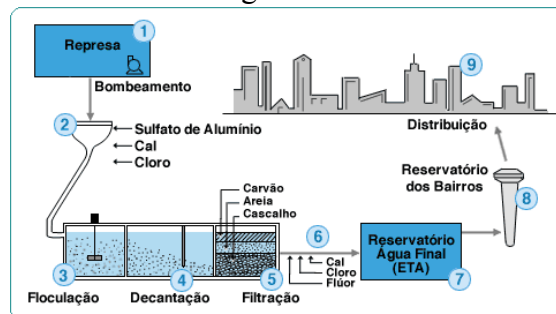 Represa
1
Bombeamento
2
Sulfato de Alumínio
Cal
Cloro
Carvão
Areia
Cascalho
3
Floculação
4
Decantação
5
Filtração
6
Cal
Cloro
Flúor
Reservatório
Água Final
(ETA)
7
Reservatório
dos Bairros
8
9
Distribuição